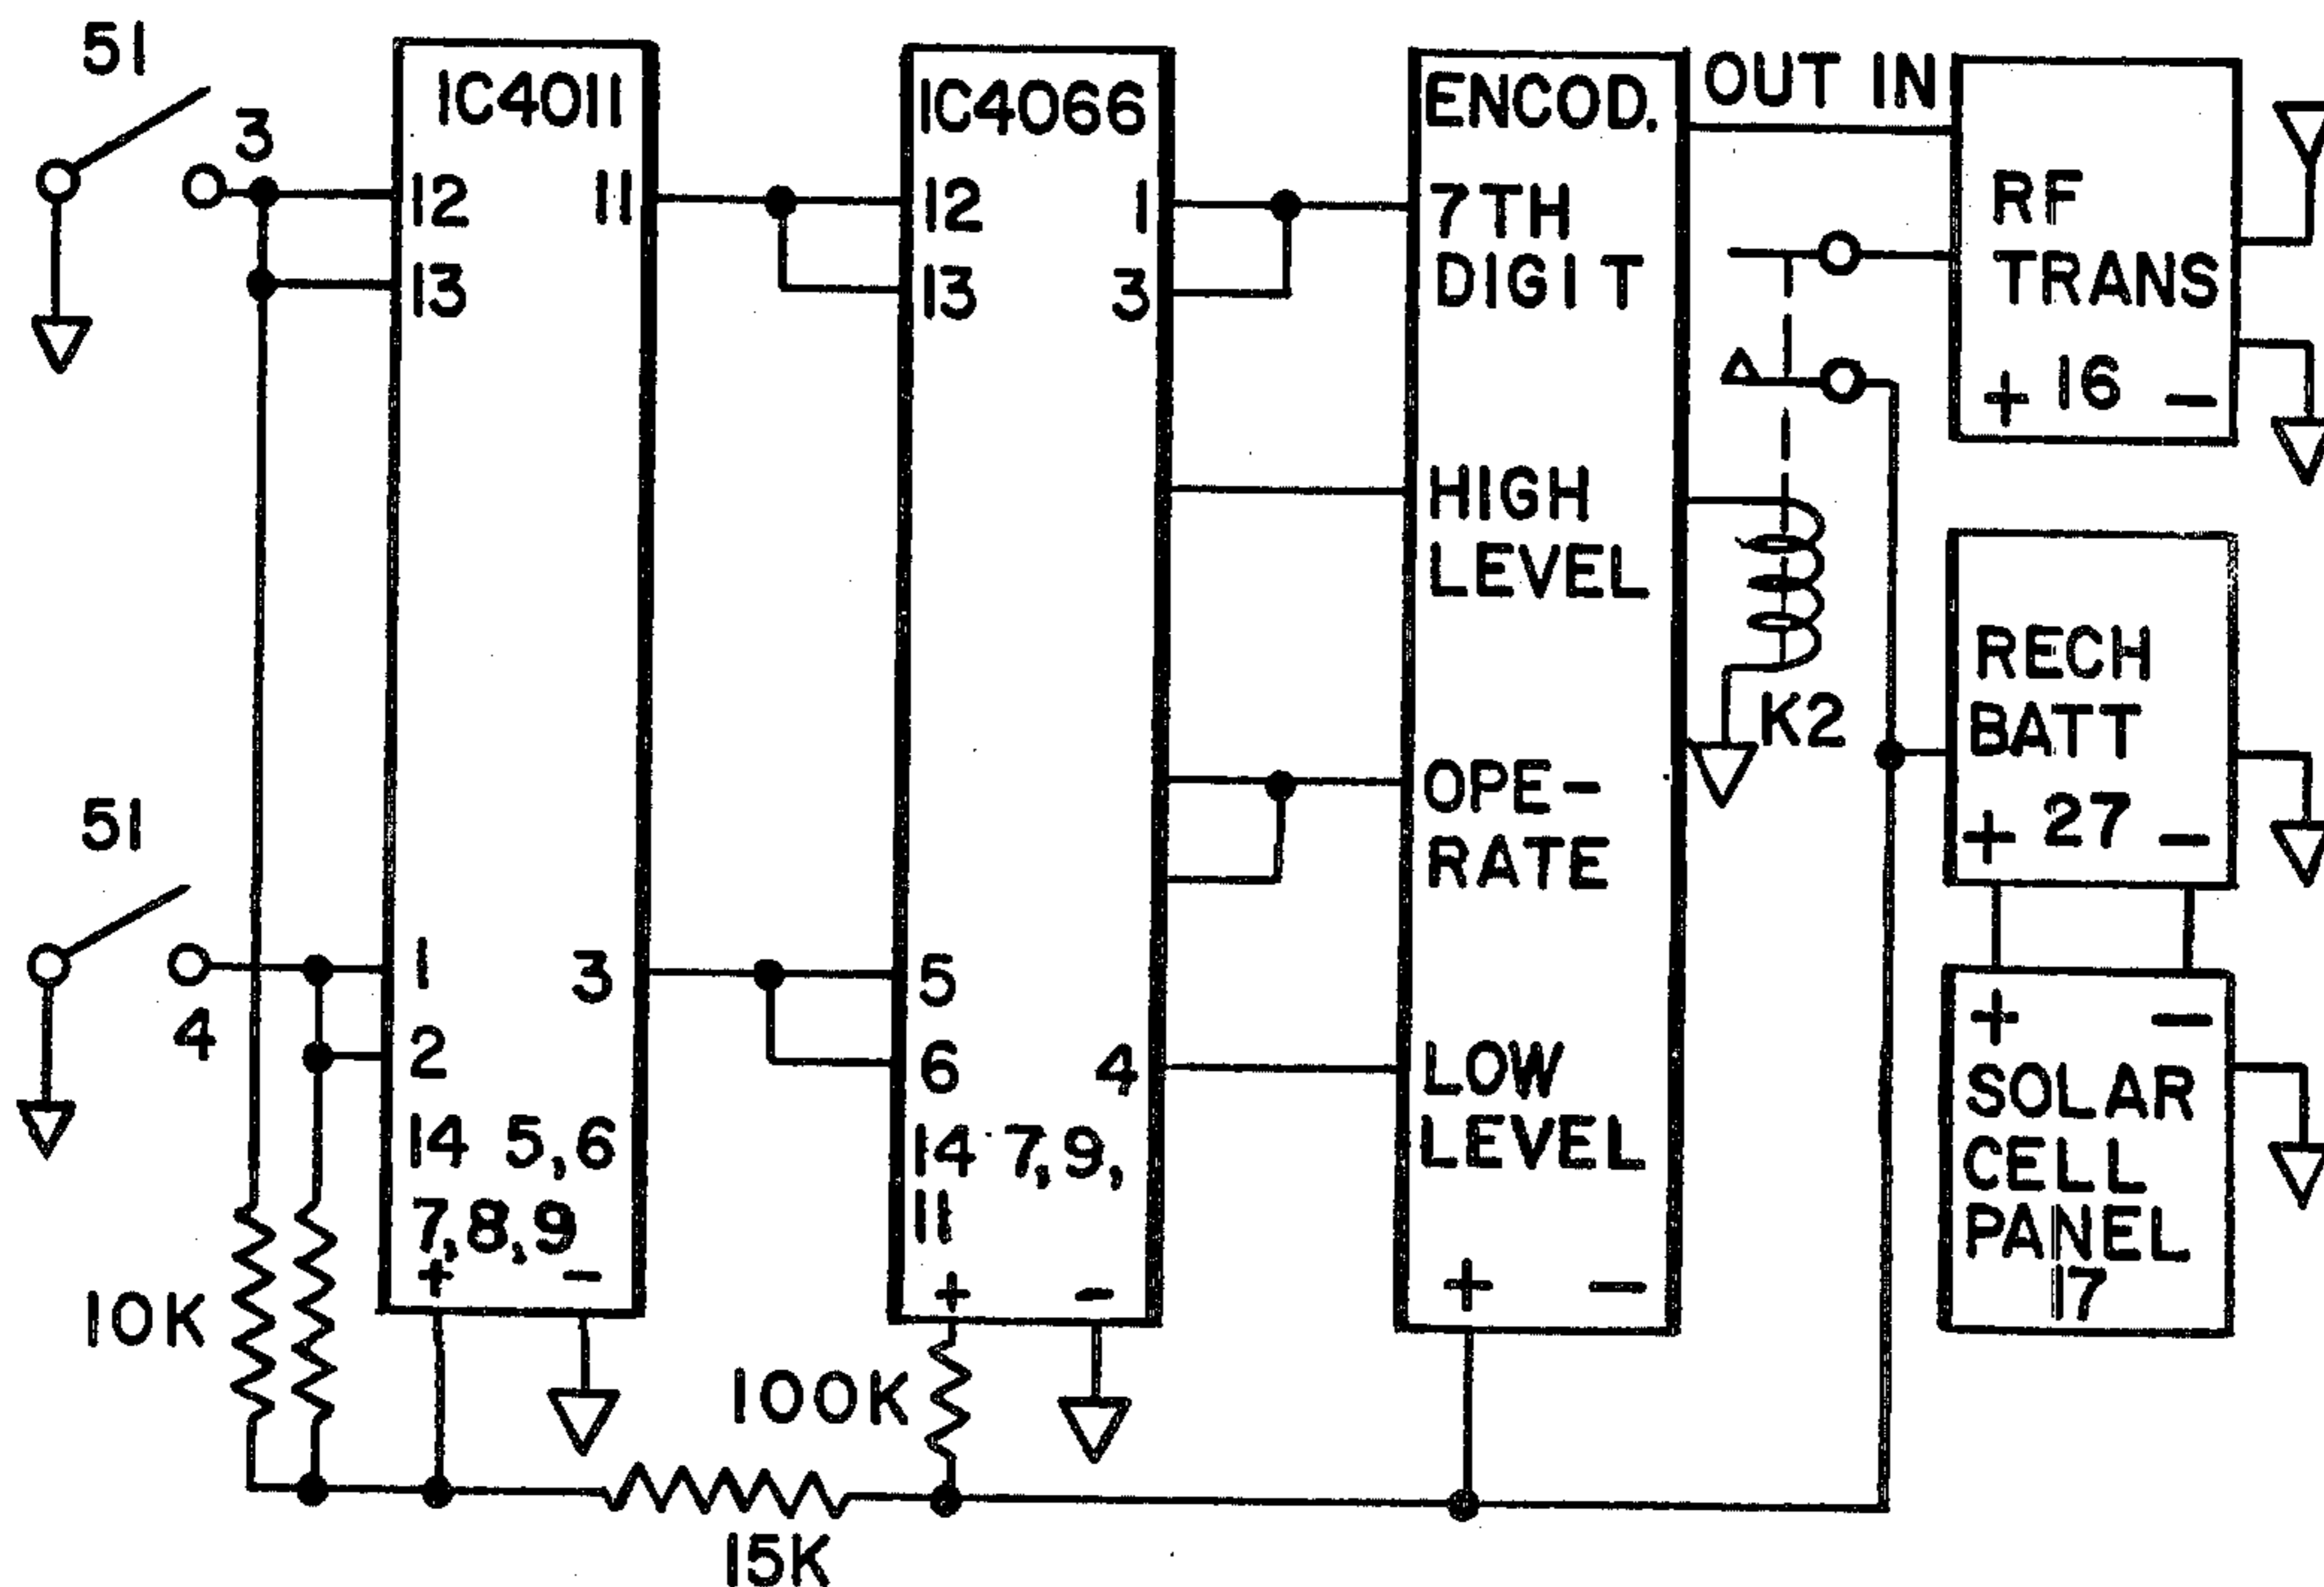 51
3
IC4011
12
11
13
1
3
2
14 5,6
7,8,9
+ -
51
4
10K
15K
100K
IC4066
12
1
13
3
5
6
4
14 7,9,
11
+ -
ENCOD.
7TH
DIGIT
HIGH
LEVEL
OPE-
RATE
LOW
LEVEL
+ -
OUT IN
K2
RF
TRANS
+ 16 -
RECH
BATT
+ 27 -
+ -
SOLAR
CELL
PANEL
17